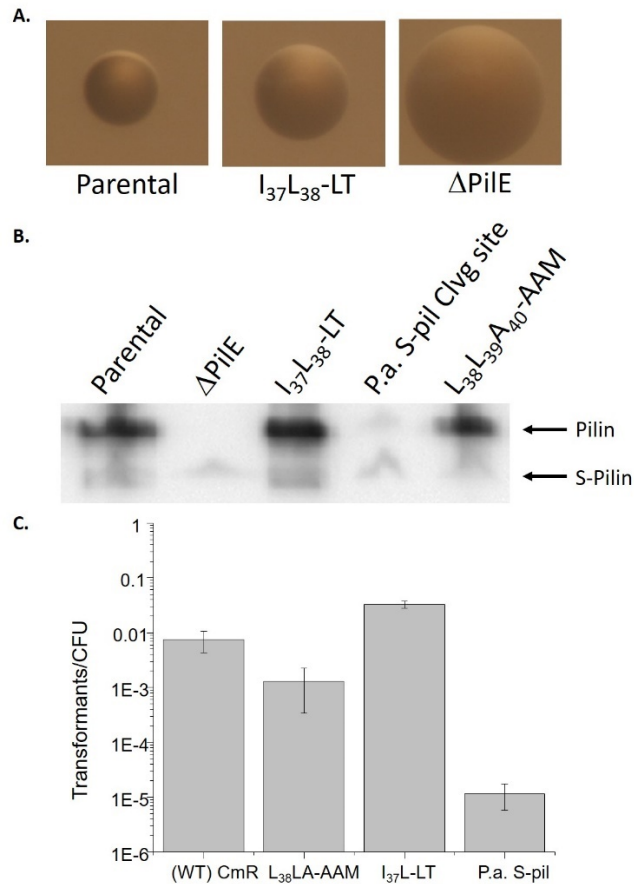 A.
Parental I₃₇L₃₈-LT ΔPilE
B.
Parental ΔPilE I₃₇L₃₈-LT P.a. S-pil Clvg site L₃₈L₃₉A₄₀-AAM
Pilin
S-Pilin
C.
Transformants/CFU
1
0.1
0.01
1E-3
1E-4
1E-5
1E-6
(WT) CmR L₃₈LA-AAM I₃₇L-LT P.a. S-pil